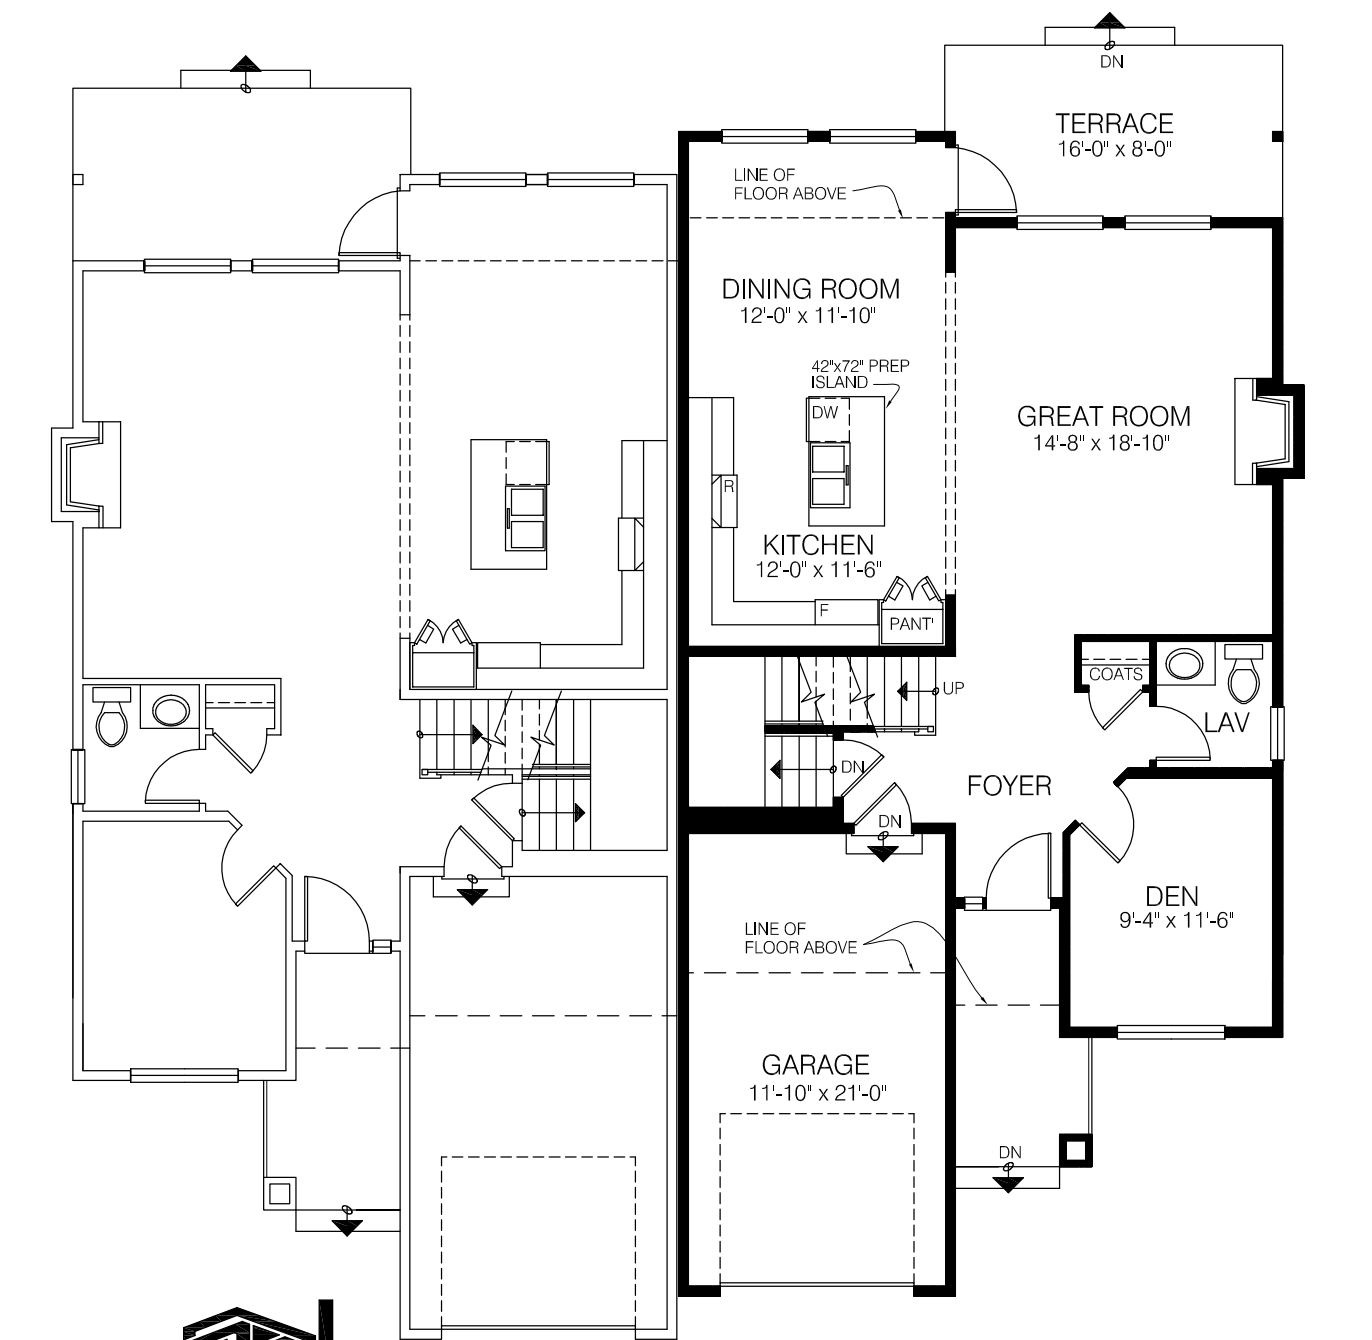 DN
TERRACE
16'-0" x 8'-0"
LINE OF
FLOOR ABOVE
DINING ROOM
12'-0" x 11'-10"
42"x72" PREP
ISLAND
DW
GREAT ROOM
14'-8" x 18'-10"
R
KITCHEN
12'-0" x 11'-6"
F
PANT'
COATS
UP
LAV
DN
FOYER
DN
DEN
9'-4" x 11'-6"
LINE OF
FLOOR ABOVE
GARAGE
11'-10" x 21'-0"
DN